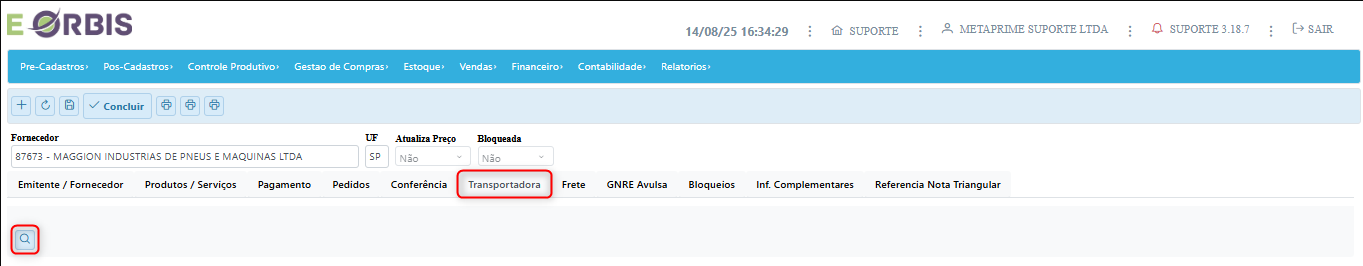 E ORBIS
14/08/25 16:34:29 SUPORTE METAPRIME SUPORTE LTDA SUPORTE 3.18.7 SAIR
Pre-Cadastros Pos-Cadastros Controle Produtivo Gestao de Compras Estoque Vendas Financeiro Contabilidade Relatorios
Concluir
Fornecedor UF Atualiza Preço Bloqueada
87673 - MAGGION INDUSTRIAS DE PNEUS E MAQUINAS LTDA SP Não Não
Emitente / Fornecedor Produtos / Serviços Pagamento Pedidos Conferência Transportadora Frete GNRE Avulsa Bloqueios Inf. Complementares Referencia Nota Triangular